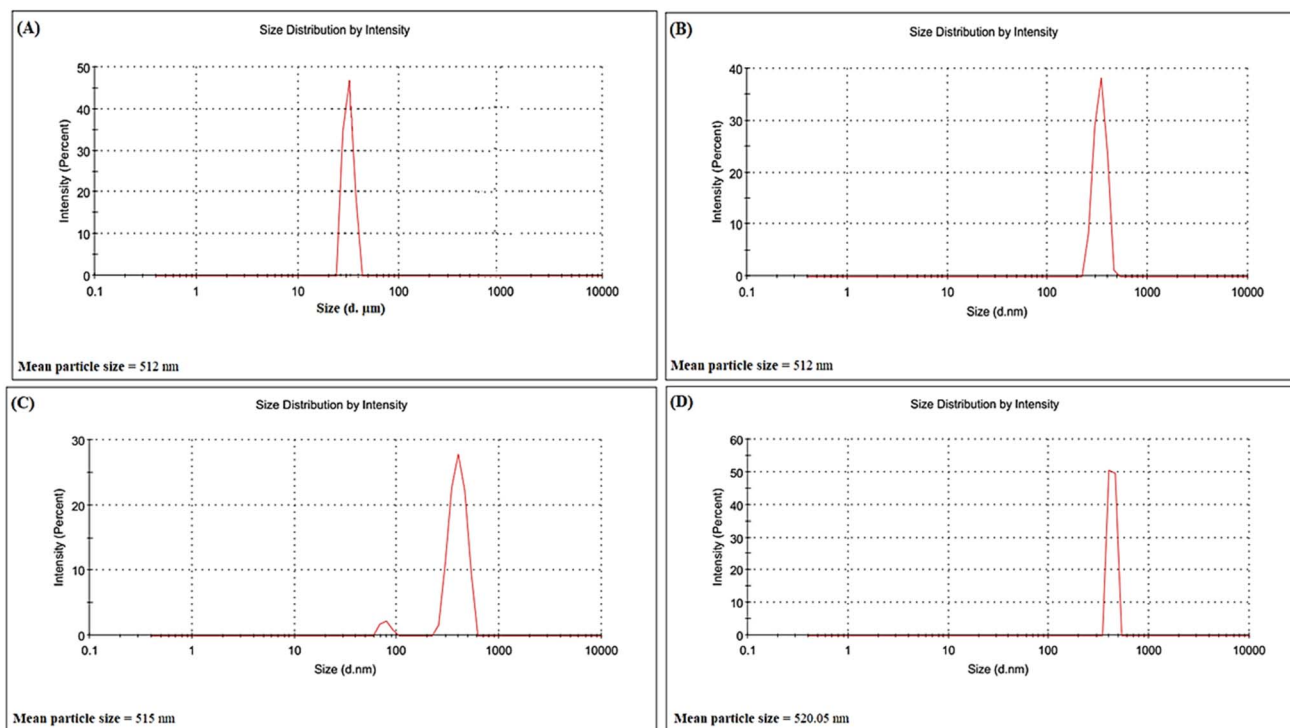 (A)
Size Distribution by Intensity
Intensity (Percent)
50
40
30
20
10
0
0.1 1 10 100 1000 10000
Size (d. µm)
Mean particle size = 512 nm
(B)
Size Distribution by Intensity
Intensity (Percent)
40
30
20
10
0
0.1 1 10 100 1000 10000
Size (d.nm)
Mean particle size = 512 nm
(C)
Size Distribution by Intensity
Intensity (Percent)
30
20
10
0
0.1 1 10 100 1000 10000
Size (d.nm)
Mean particle size = 515 nm
(D)
Size Distribution by Intensity
Intensity (Percent)
60
50
40
30
20
10
0
0.1 1 10 100 1000 10000
Size (d.nm)
Mean particle size = 520.05 nm